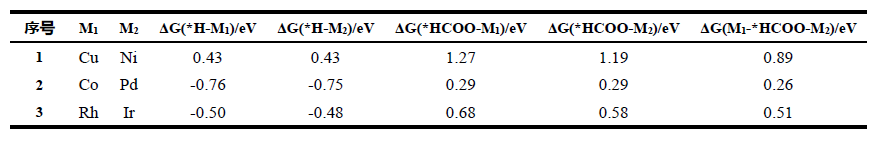 序号 M₁ M₂ ΔG(*H-M₁)/eV ΔG(*H-M₂)/eV ΔG(*HCOO-M₁)/eV ΔG(*HCOO-M₂)/eV ΔG(M₁-*HCOO-M₂)/eV
1 Cu Ni 0.43 0.43 1.27 1.19 0.89
2 Co Pd -0.76 -0.75 0.29 0.29 0.26
3 Rh Ir -0.50 -0.48 0.68 0.58 0.51